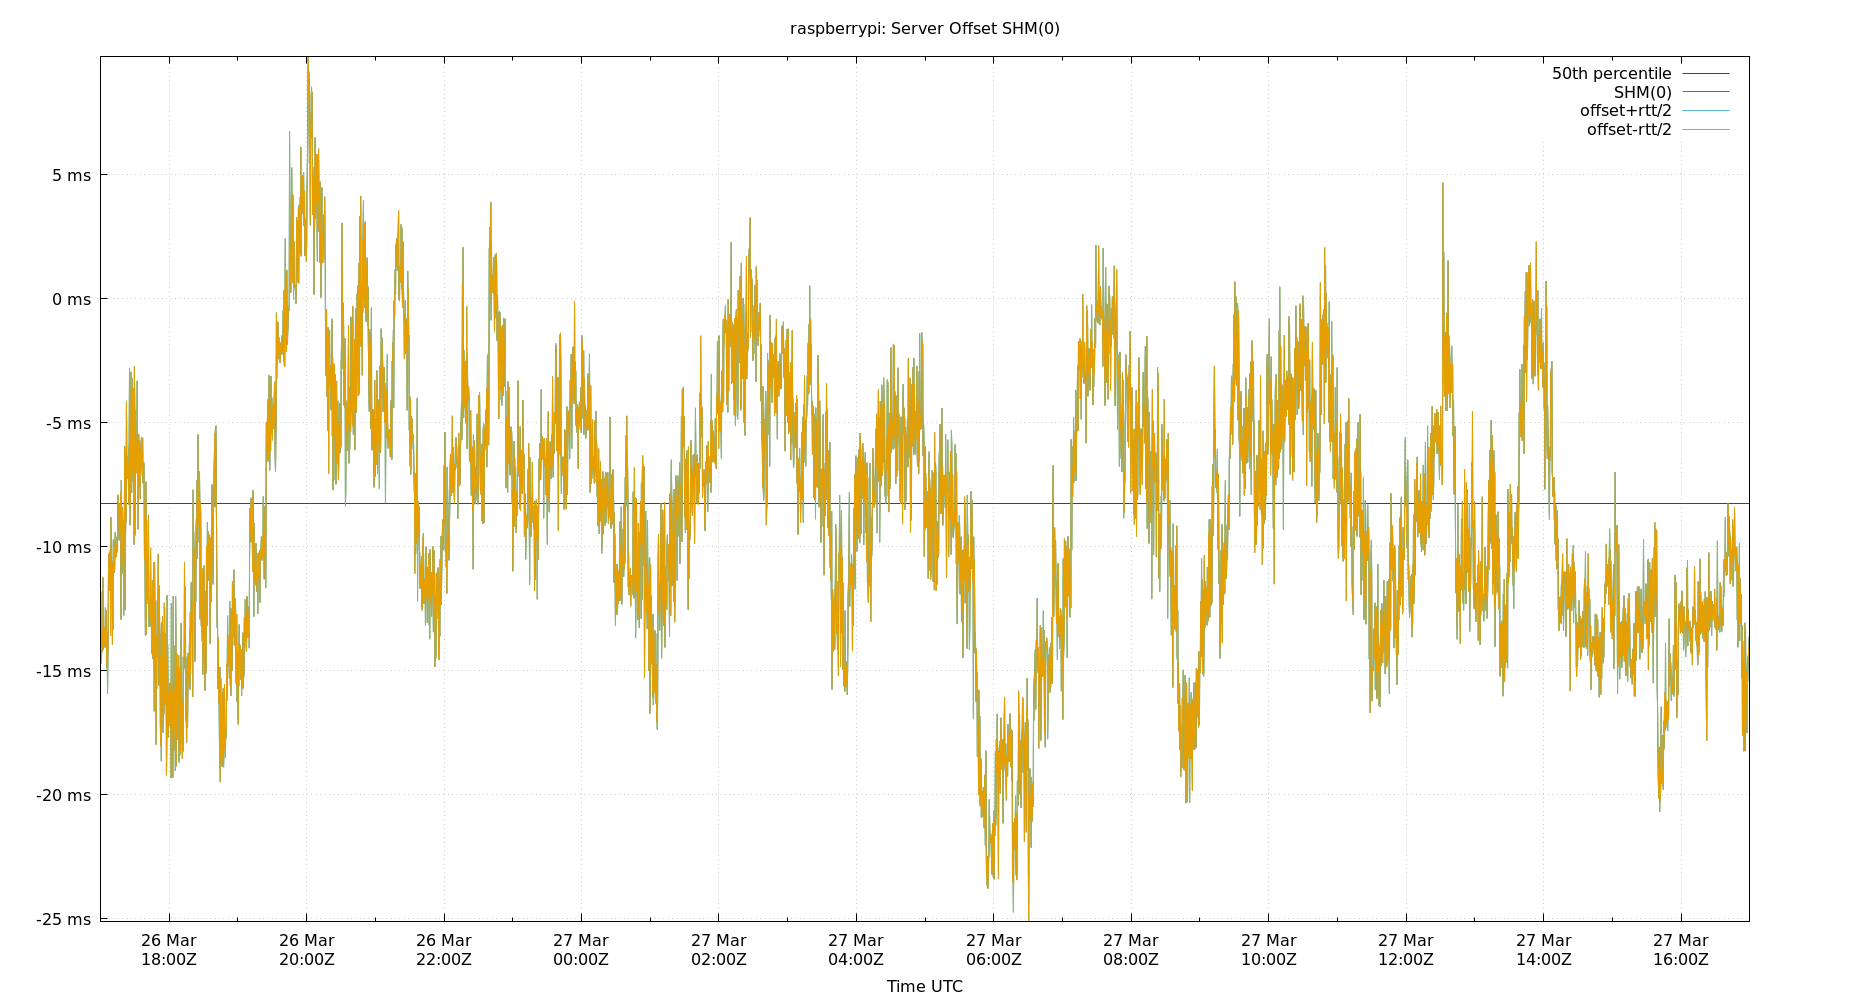 raspberrypi: Server Offset SHM(0)
50th percentile
SHM(0)
offset+rtt/2
offset-rtt/2
5 ms
0 ms
-5 ms
-10 ms
-15 ms
-20 ms
-25 ms
26 Mar 26 Mar 26 Mar 27 Mar 27 Mar 27 Mar 27 Mar 27 Mar 27 Mar 27 Mar 27 Mar 27 Mar
18:00Z 20:00Z 22:00Z 00:00Z 02:00Z 04:00Z 06:00Z 08:00Z 10:00Z 12:00Z 14:00Z 16:00Z
Time UTC